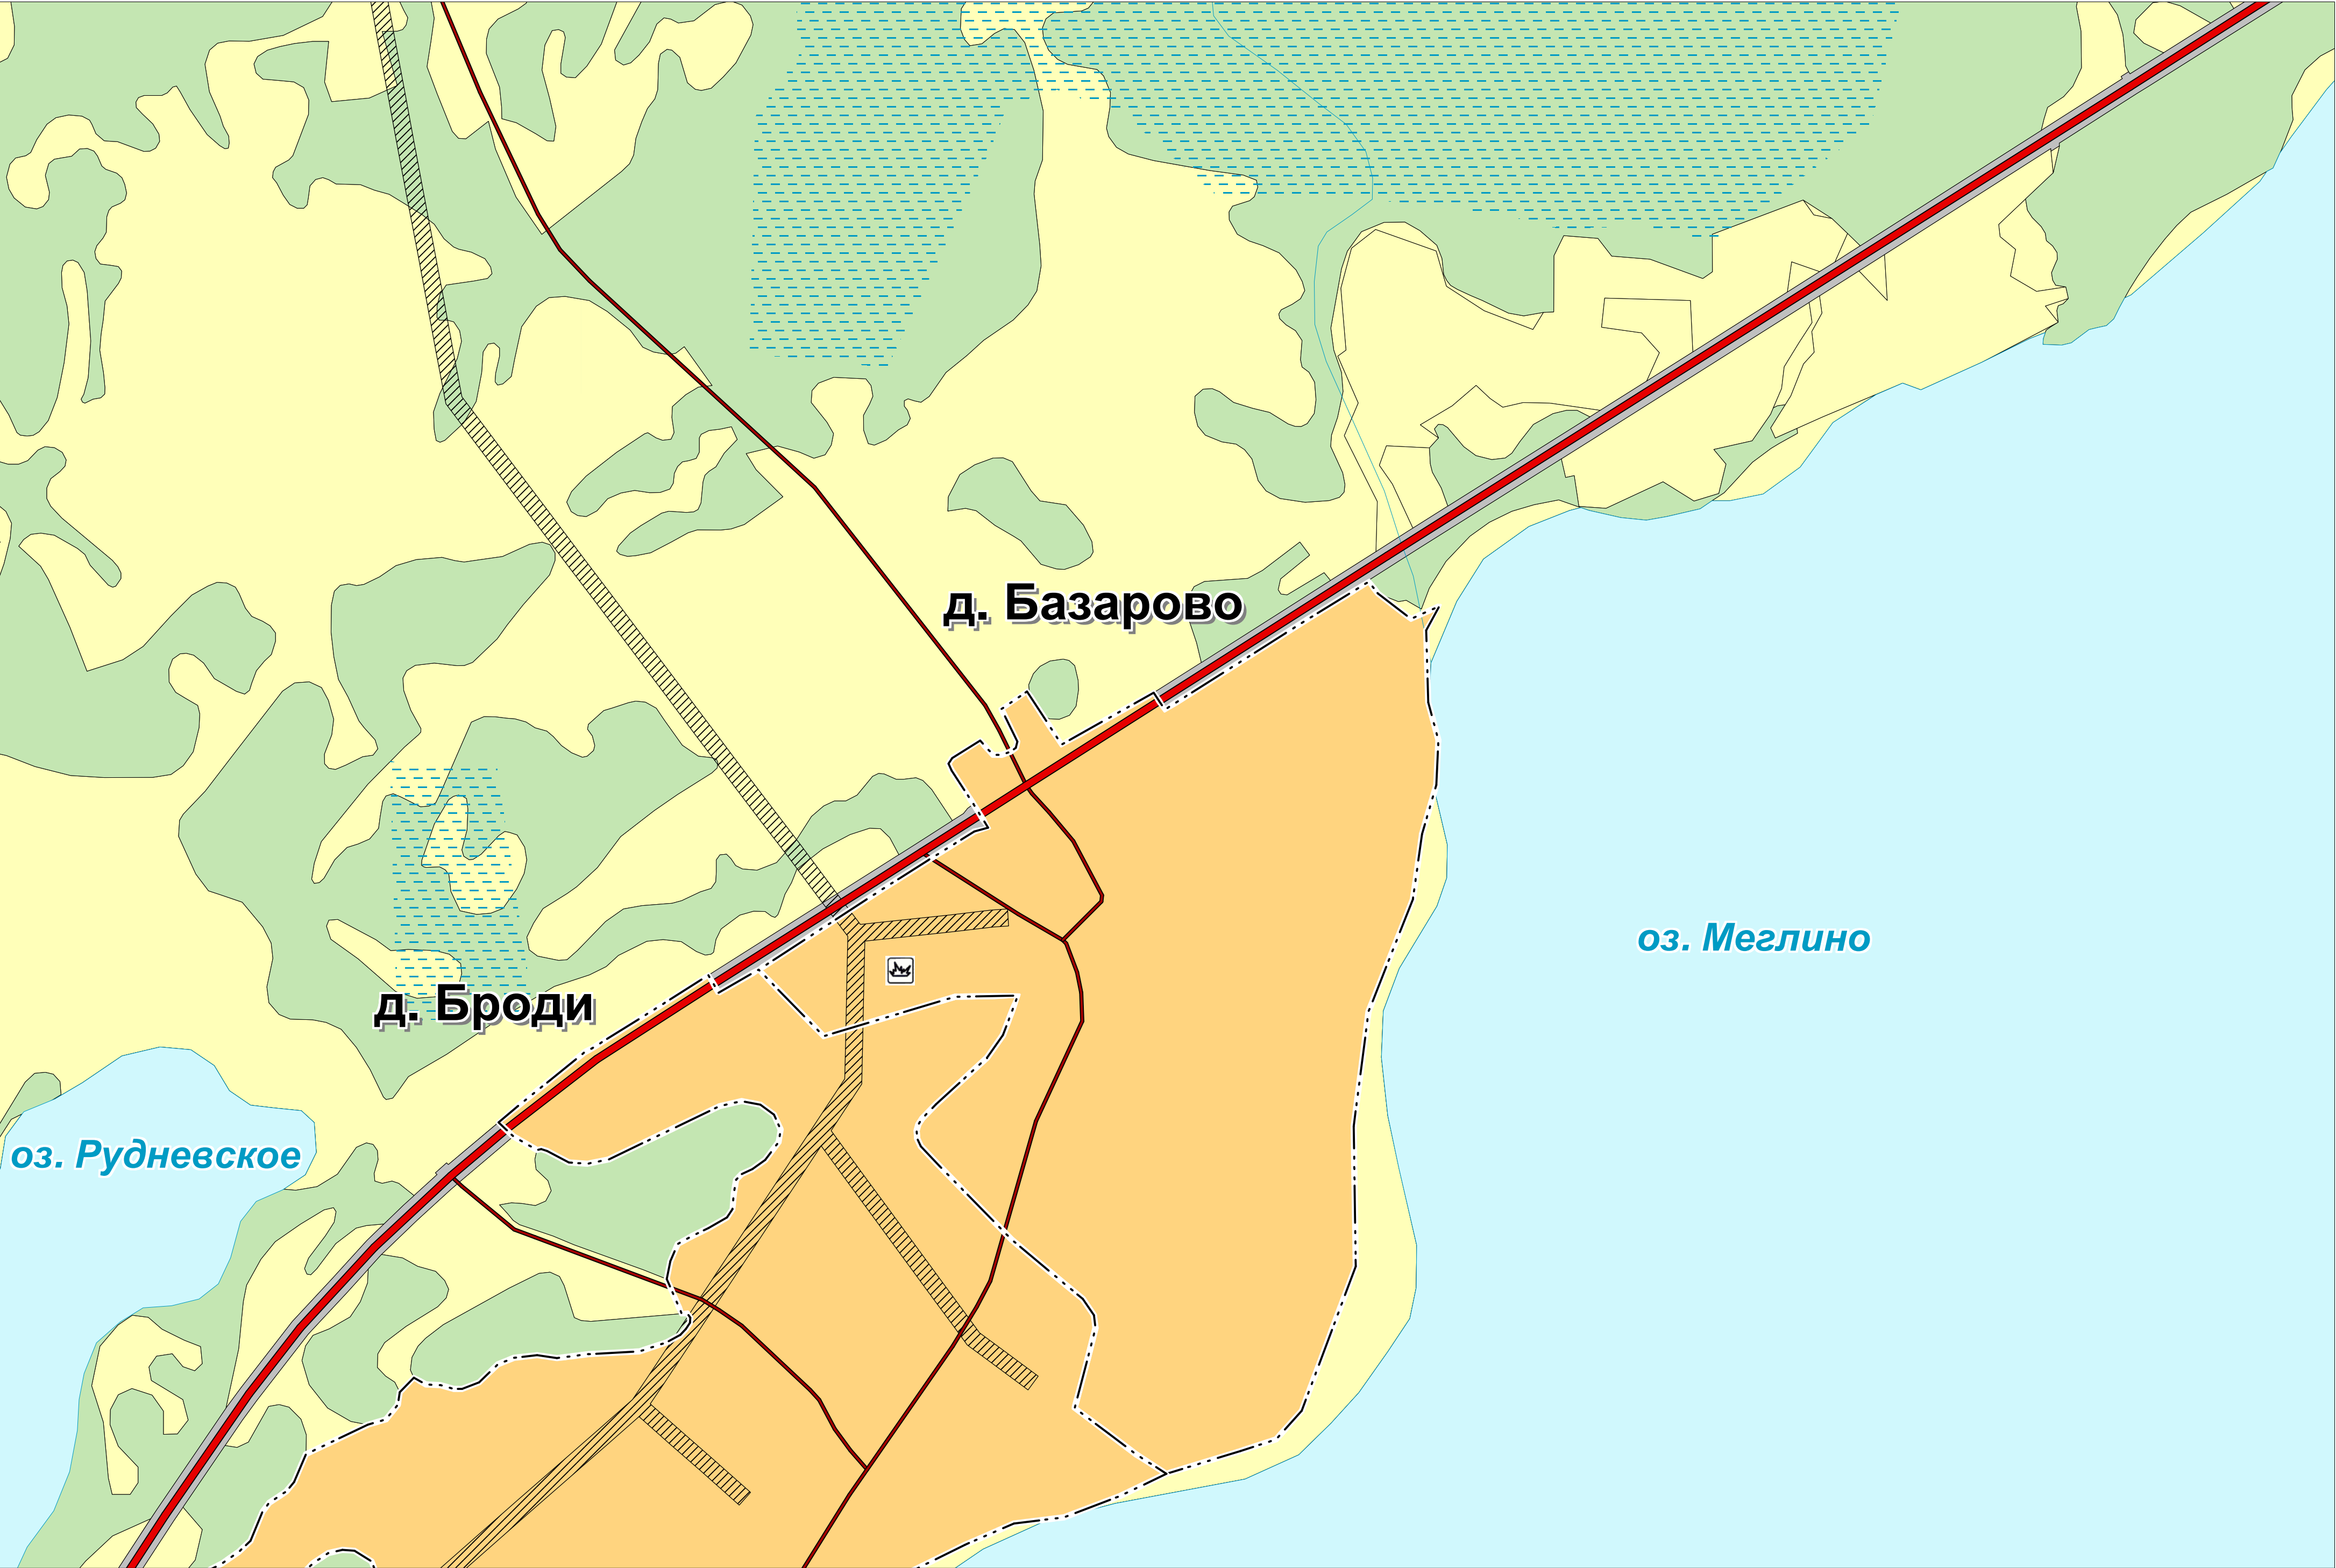 д. Базарово
оз. Меглино
д. Броди
оз. Рудневское